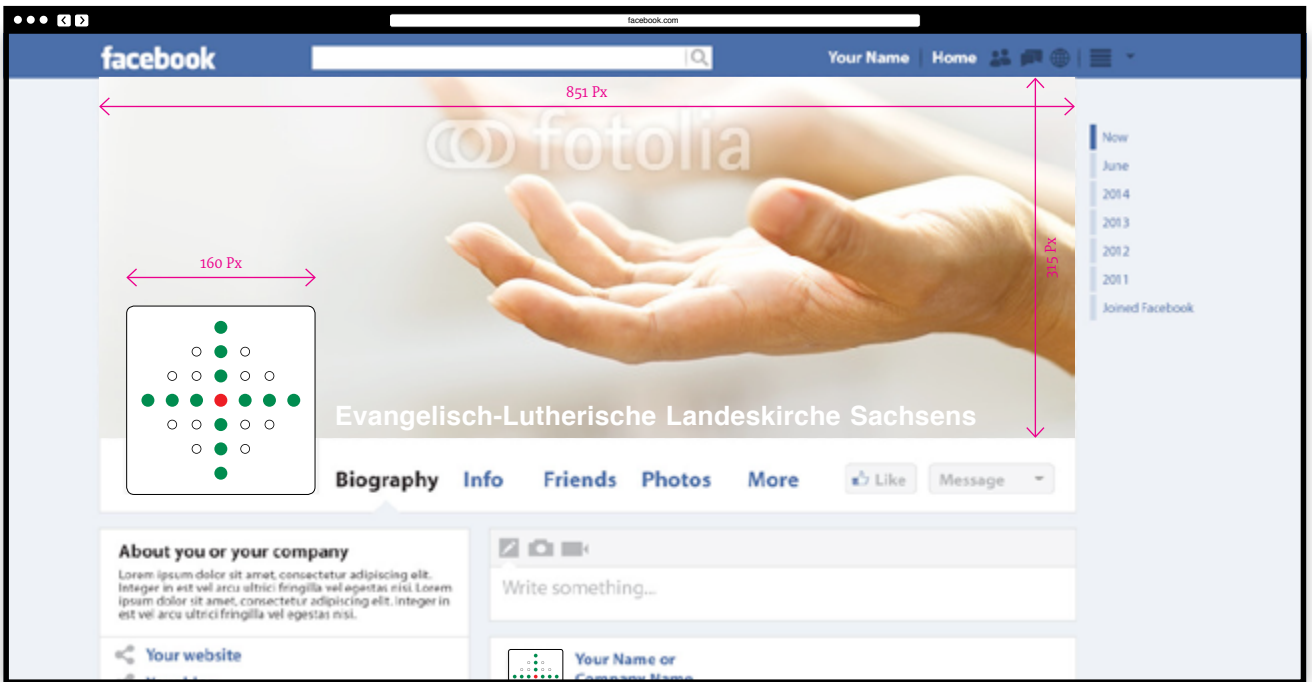 facebook.com
facebook
Your Name
Home
851 Px
fotolia
Now
June
2014
2013
2012
2011
Joined Facebook
315 Px
160 Px
Evangelisch-Lutherische Landeskirche Sachsens
Biography
Info
Friends
Photos
More
Like
Message
About you or your company
Lorem ipsum dolor sit amet, consectetur adipiscing elit.
Integer in est vel arcu ultrici fringilla vel egestas nisi. Lorem
ipsum dolor sit amet, consectetur adipiscing elit. Integer in
est vel arcu ultrici fringilla vel egestas nisi.
Write something...
Your website
Your Name or
Company Name